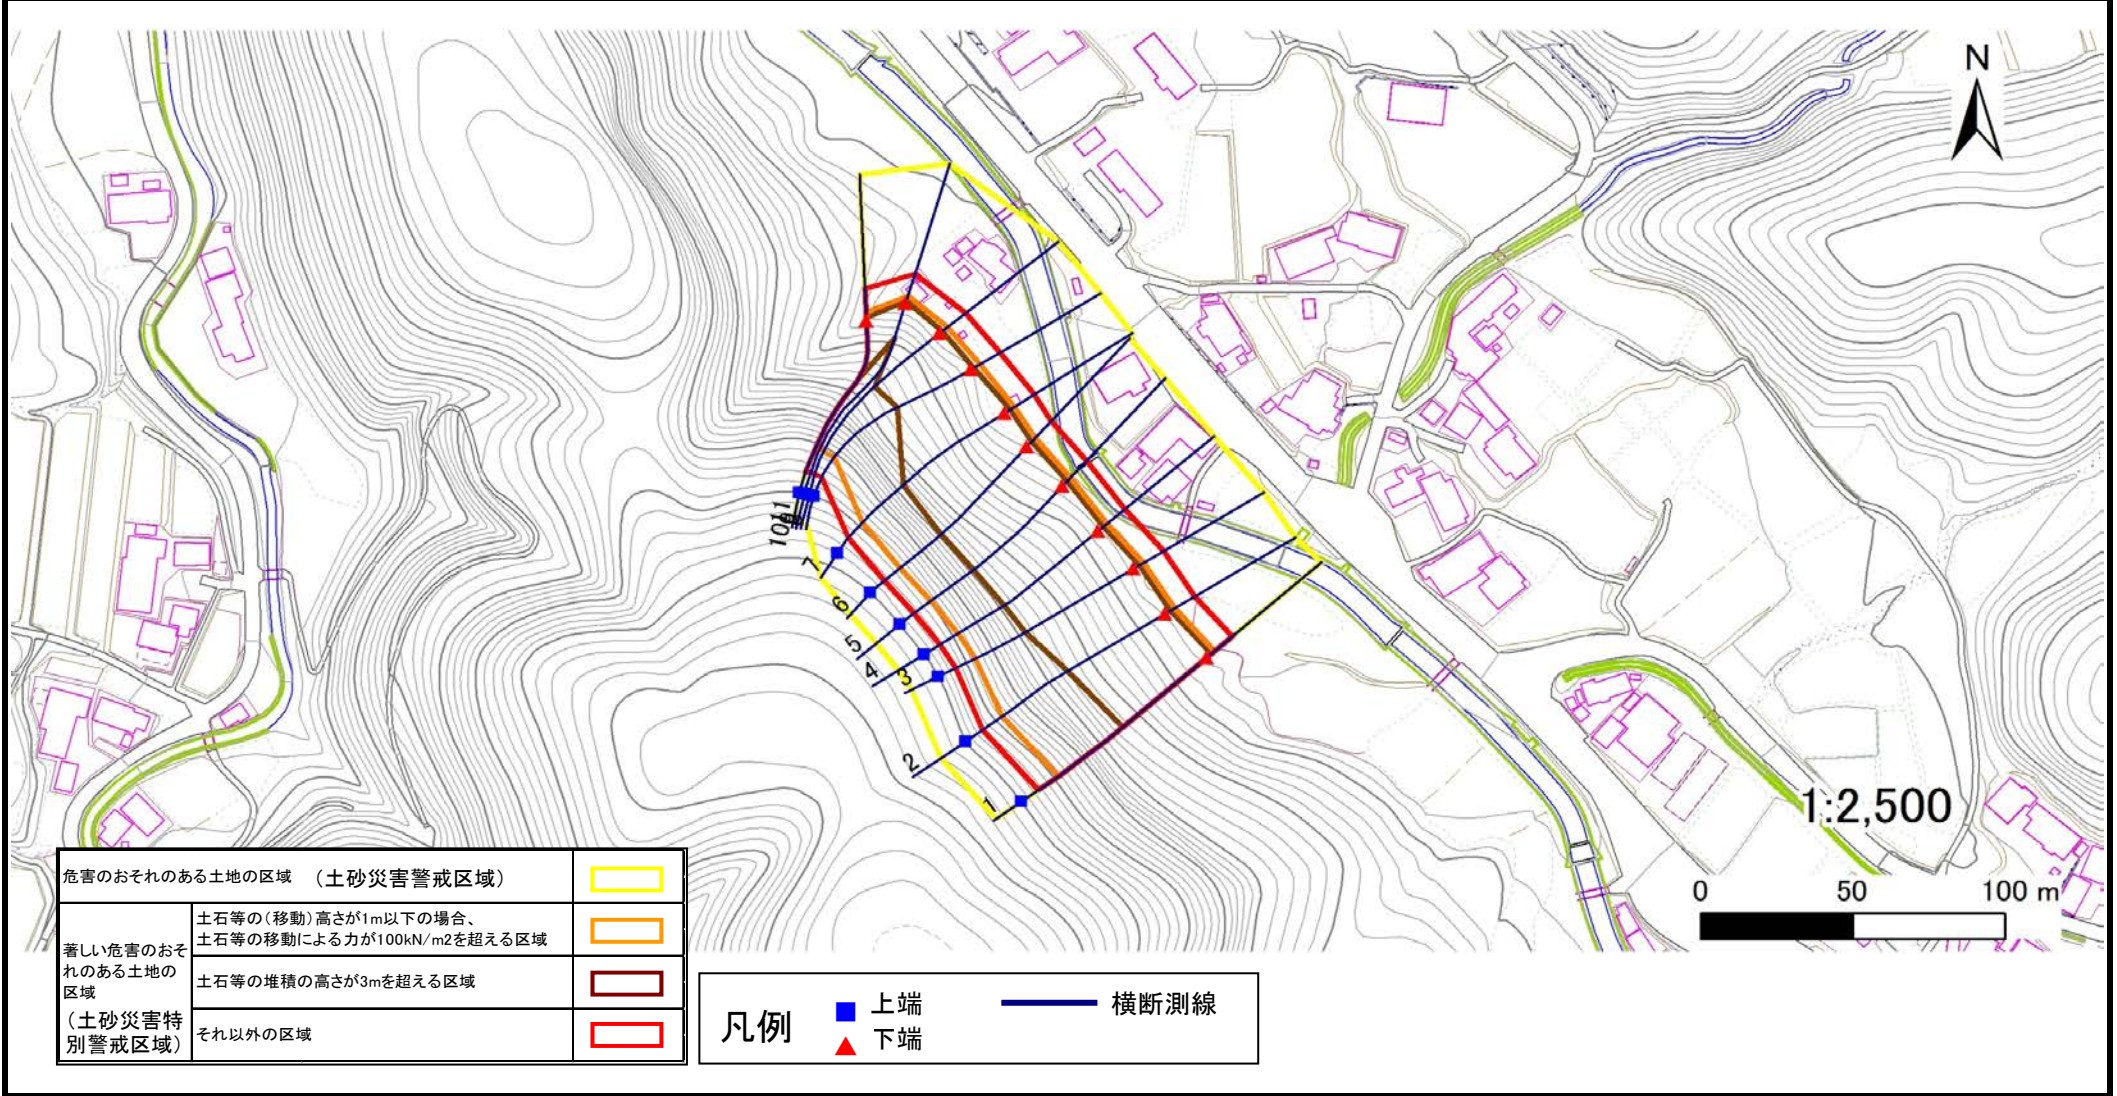 N
11
10
7
6
5
4
3
2
1
1:2,500
0 50 100 m
危害のおそれのある土地の区域 （土砂災害警戒区域）
著しい危害のおそれのある土地の区域
（土砂災害特別警戒区域）
土石等の（移動）高さが1m以下の場合、
土石等の移動による力が100kN/m2を超える区域
土石等の堆積の高さが3mを超える区域
それ以外の区域
凡例
上端
下端
横断測線